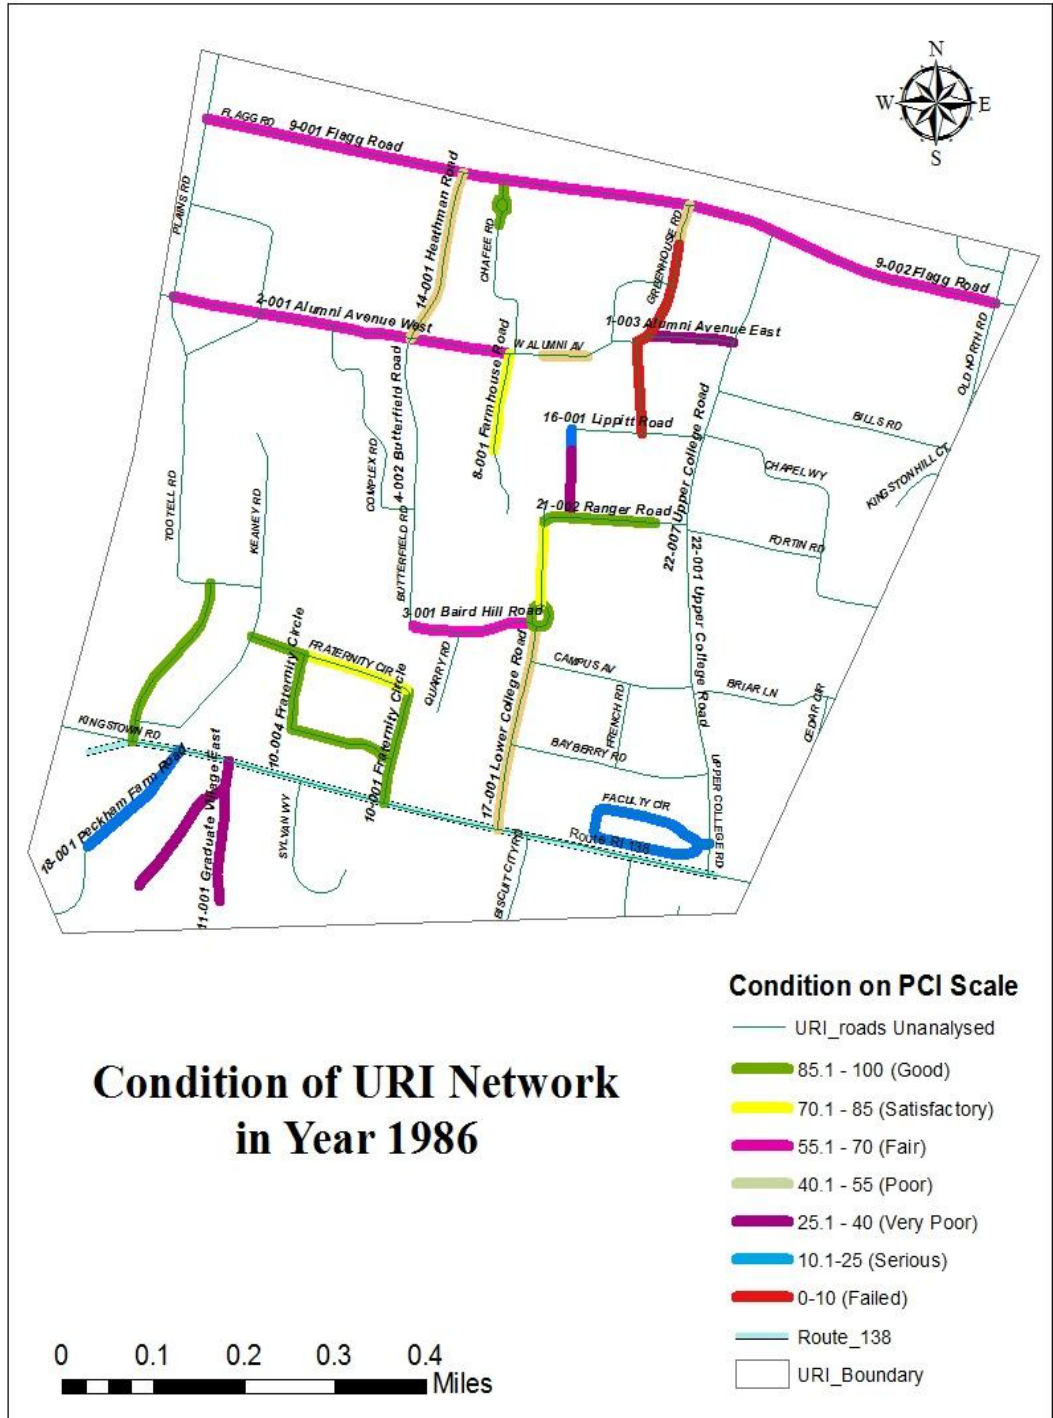 N
W E
S
FLAGG RD
9-001 Flagg Road
PLAINS RD
14-001 Heathman Road
CHAFEE RD
GREENHOUSE RD
9-002 Flagg Road
OLD NORTH RD
2-001 Alumni Avenue West
1-003 Alumni Avenue East
W ALUMNI AV
8-001 Farmhouse Road
4-002 Butterfield Road
16-001 Lippitt Road
BILLS RD
CHAPEL WY
KINGSTON HILL CT
TOOTELL RD
KEANEY RD
COMPLEX RD
BUTTERFIELD RD
21-002 Ranger Road
22-007 Upper College Road
FORTIN RD
22-001 Upper College Road
3-001 Baird Hill Road
10-004 Fraternity Circle
FRATERNITY CIR
10-001 Fraternity Circle
QUARRY RD
17-001 Lower College Road
CAMPUS AV
FRENCH RD
BRIAR LN
CEDAR CIR
BAYBERRY RD
UPPER COLLEGE RD
KINGSTOWN RD
18-001 Peckham Farm Road
11-001 Graduate Village East
SYLVAN WY
FACULTY CIR
Route RI 138
BISCUIT CITY RD
Condition on PCI Scale
URI_roads Unanalysed
85.1 - 100 (Good)
70.1 - 85 (Satisfactory)
55.1 - 70 (Fair)
40.1 - 55 (Poor)
25.1 - 40 (Very Poor)
10.1-25 (Serious)
0-10 (Failed)
Route_138
URI_Boundary
Condition of URI Network
in Year 1986
0 0.1 0.2 0.3 0.4
Miles